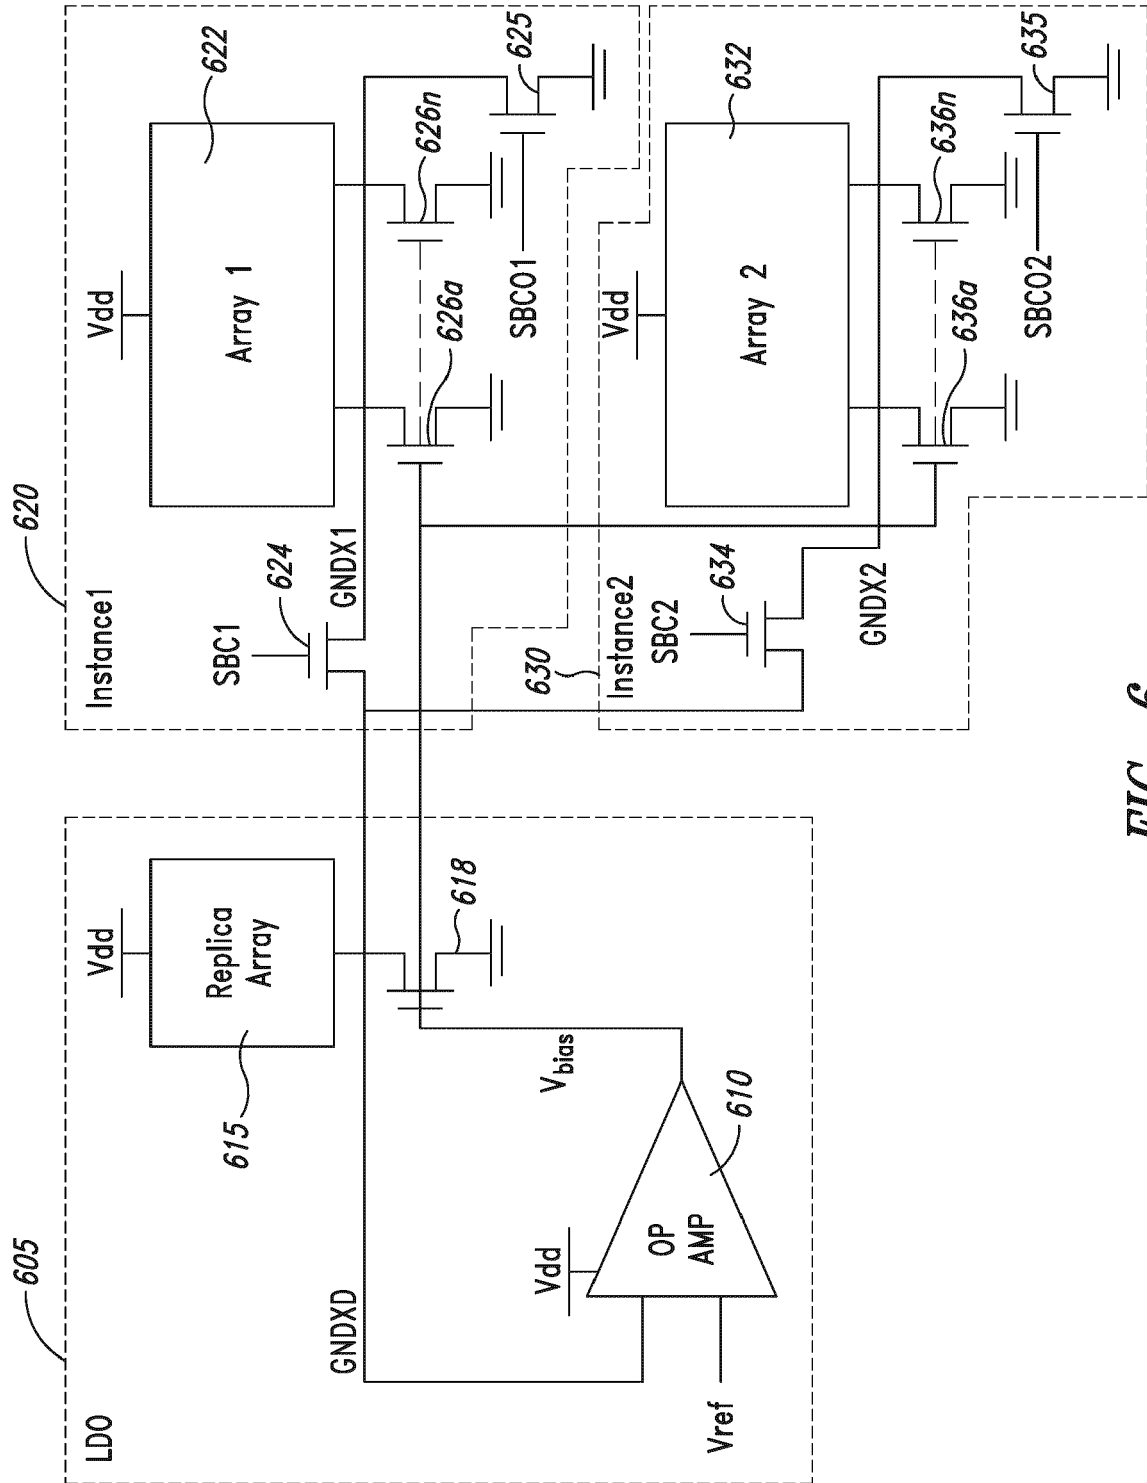 605
LDO
GNDXD
Vref
Vdd
OP
AMP
610
Vbias
615
Vdd
Replica
Array
618
620
Instance1
SBC1
624
GNDX1
Vdd
Array 1
622
626a
626n
SBCO1
625
630
Instance2
SBC2
634
GNDX2
Vdd
Array 2
632
636a
636n
SBCO2
635
FIG. 6